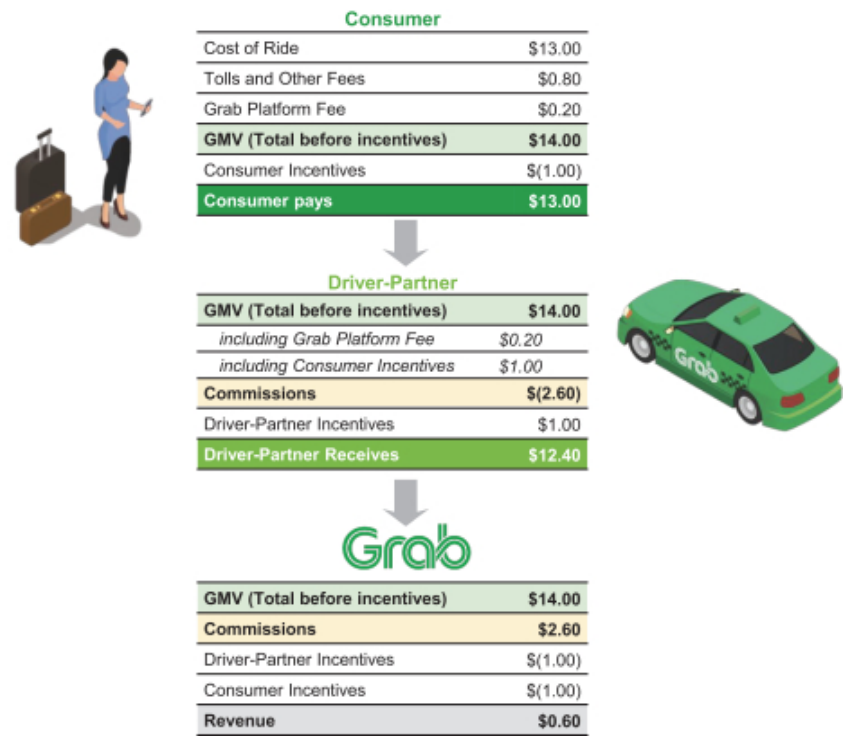 Consumer
Cost of Ride $13.00
Tolls and Other Fees $0.80
Grab Platform Fee $0.20
GMV (Total before incentives) $14.00
Consumer Incentives $(1.00)
Consumer pays $13.00
Driver-Partner
GMV (Total before incentives) $14.00
including Grab Platform Fee $0.20
including Consumer Incentives $1.00
Commissions $(2.60)
Driver-Partner Incentives $1.00
Driver-Partner Receives $12.40
Grab
Grab
GMV (Total before incentives) $14.00
Commissions $2.60
Driver-Partner Incentives $(1.00)
Consumer Incentives $(1.00)
Revenue $0.60